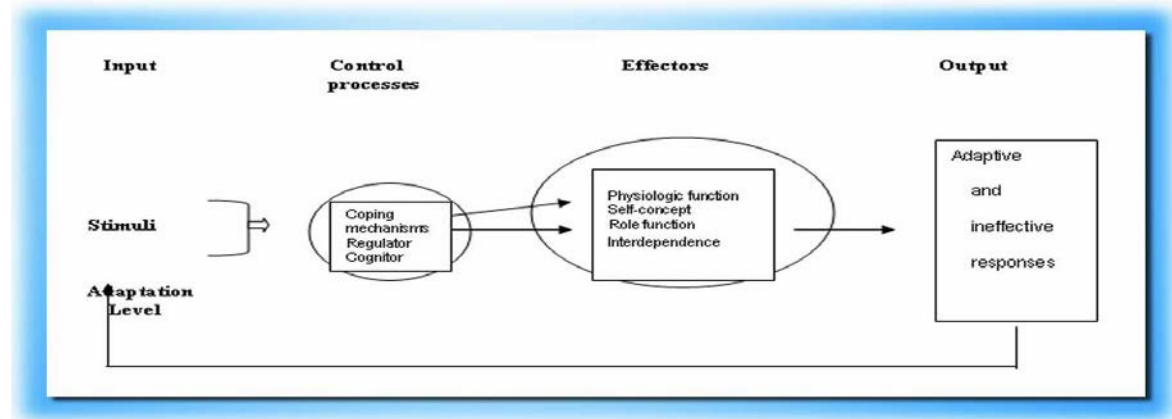 Input
Control
processes
Effectors
Output
Stimuli
Adaptation
Level
Coping
mechanisms
Regulator
Cognitor
Physiologic function
Self-concept
Role function
Interdependence
Adaptive
and
ineffective
responses